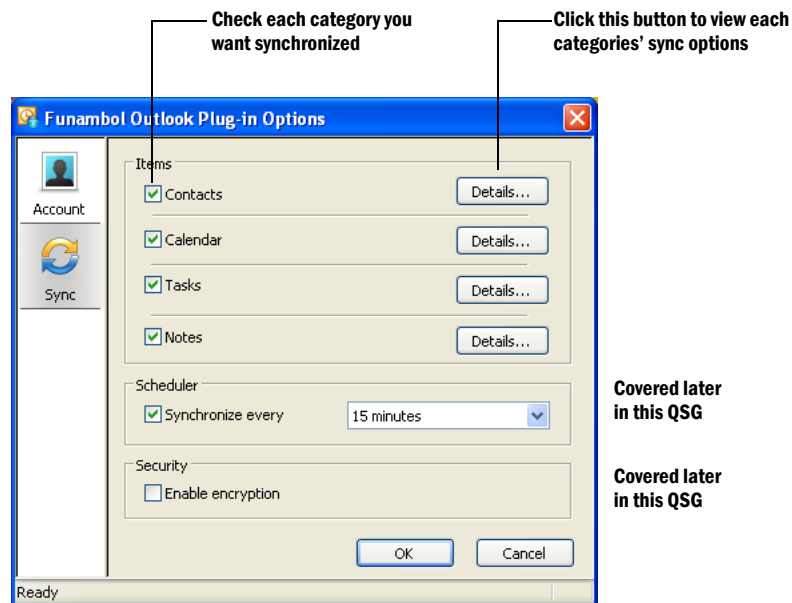 Check each category you
want synchronized
Click this button to view each
categories' sync options
Funambol Outlook Plug-in Options
Account
Sync
Items
Contacts
Details...
Calendar
Details...
Tasks
Details...
Notes
Details...
Scheduler
Synchronize every
15 minutes
Covered later
in this QSG
Security
Enable encryption
Covered later
in this QSG
OK
Cancel
Ready